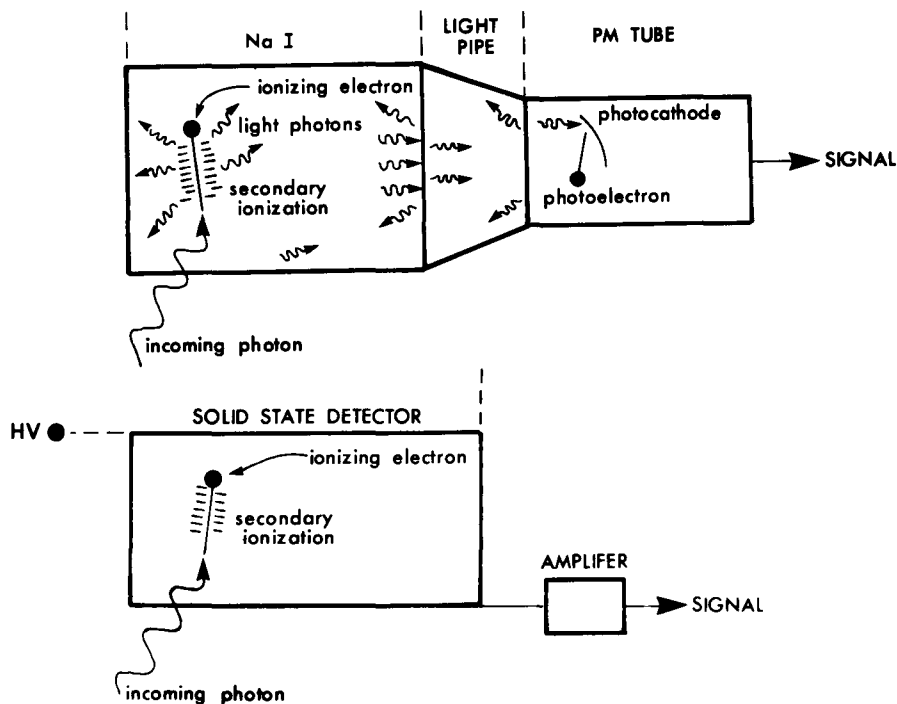 Na I
LIGHT
PIPE
PM TUBE
ionizing electron
light photons
secondary
ionization
photocathode
photoelectron
SIGNAL
incoming photon
SOLID STATE DETECTOR
HV
ionizing electron
secondary
ionization
AMPLIFER
SIGNAL
incoming photon